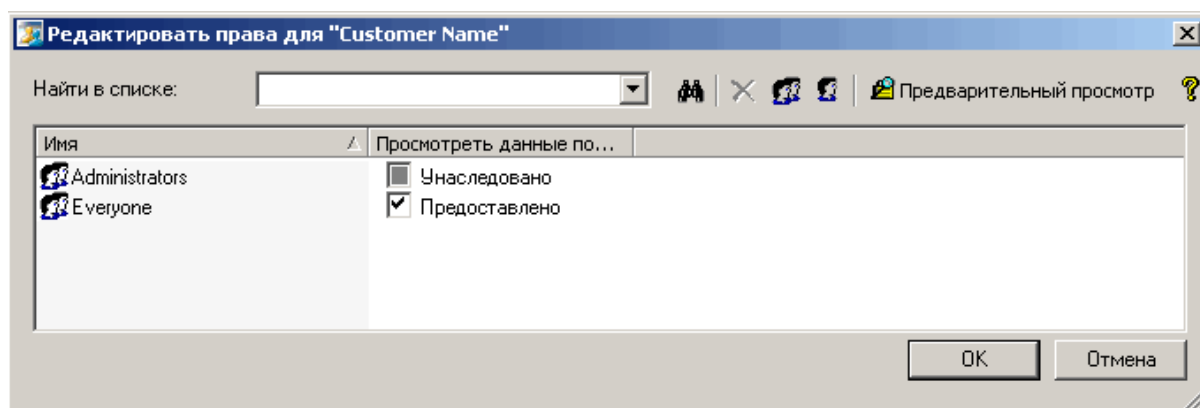 Редактировать права для "Customer Name"
Найти в списке: Предварительный просмотр
Имя Просмотреть данные по...
Administrators Унаследовано
Everyone Предоставлено
OK Отмена